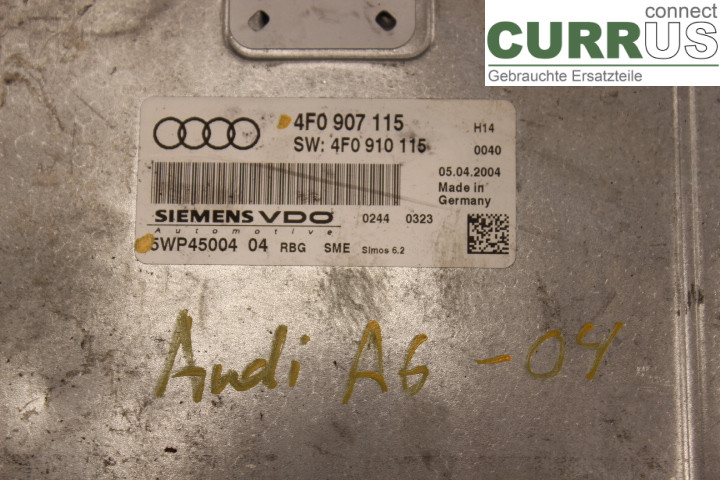 connect
CURRUS
Gebrauchte Ersatzteile
4F0 907 115 H14
SW: 4F0 910 115 0040
05.04.2004
Made in
Germany
SIEMENS VDO 0244 0323
Automotive
5WP45004 04 RBG SME Simos 6.2
Audi A6 - 04